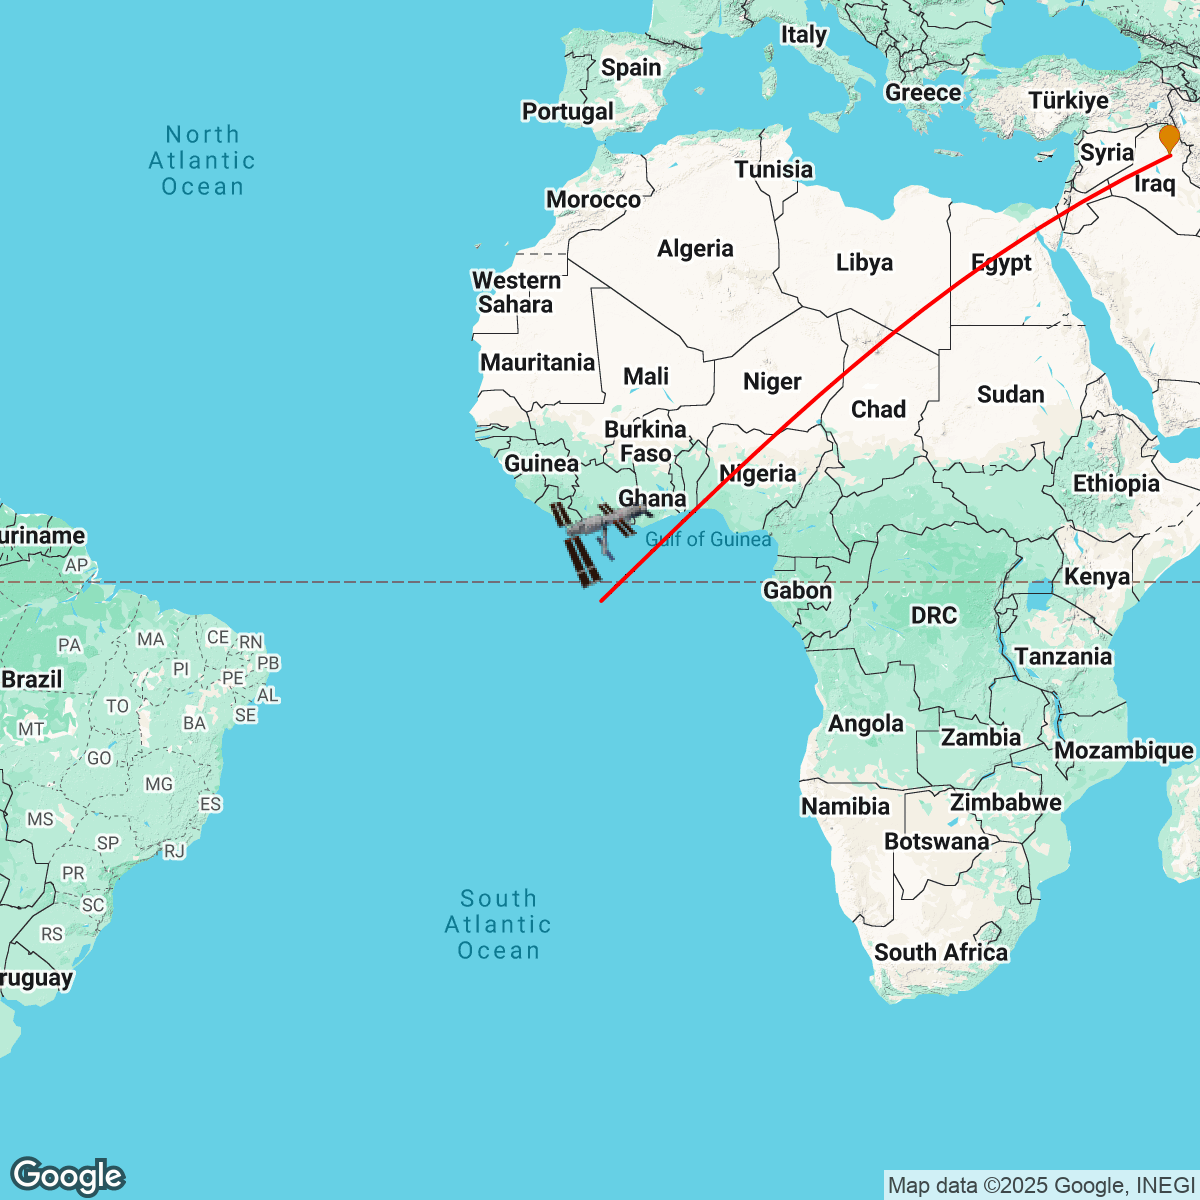 Italy
Spain
Greece
Türkiye
Portugal
North
Atlantic
Ocean
Syria
Tunisia
Iraq
Morocco
Algeria
Libya
Egypt
Western
Sahara
Mauritania
Mali
Niger
Chad
Sudan
Burkina
Faso
Guinea
Nigeria
Ethiopia
Ghana
uriname
Gulf of Guinea
AP
Kenya
Gabon
DRC
MA
CE
RN
PA
Tanzania
PB
PI
PE
Brazil
AL
TO
SE
BA
Angola
MT
Zambia
Mozambique
GO
MG
ES
Namibia
Zimbabwe
MS
SP
Botswana
RJ
PR
South
Atlantic
Ocean
SC
RS
South Africa
ruguay
Google
Map data ©2025 Google, INEGI